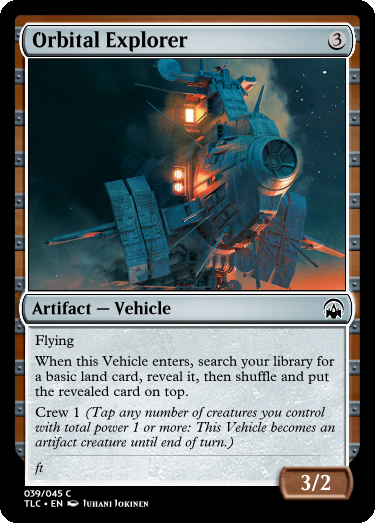 Orbital Explorer 3
Artifact — Vehicle
Flying
When this Vehicle enters, search your library for
a basic land card, reveal it, then shuffle and put
the revealed card on top.
Crew 1 (Tap any number of creatures you control
with total power 1 or more: This Vehicle becomes an
artifact creature until end of turn.)
ft
3/2
039/045 C
TLC • EN Juhani Jokinen